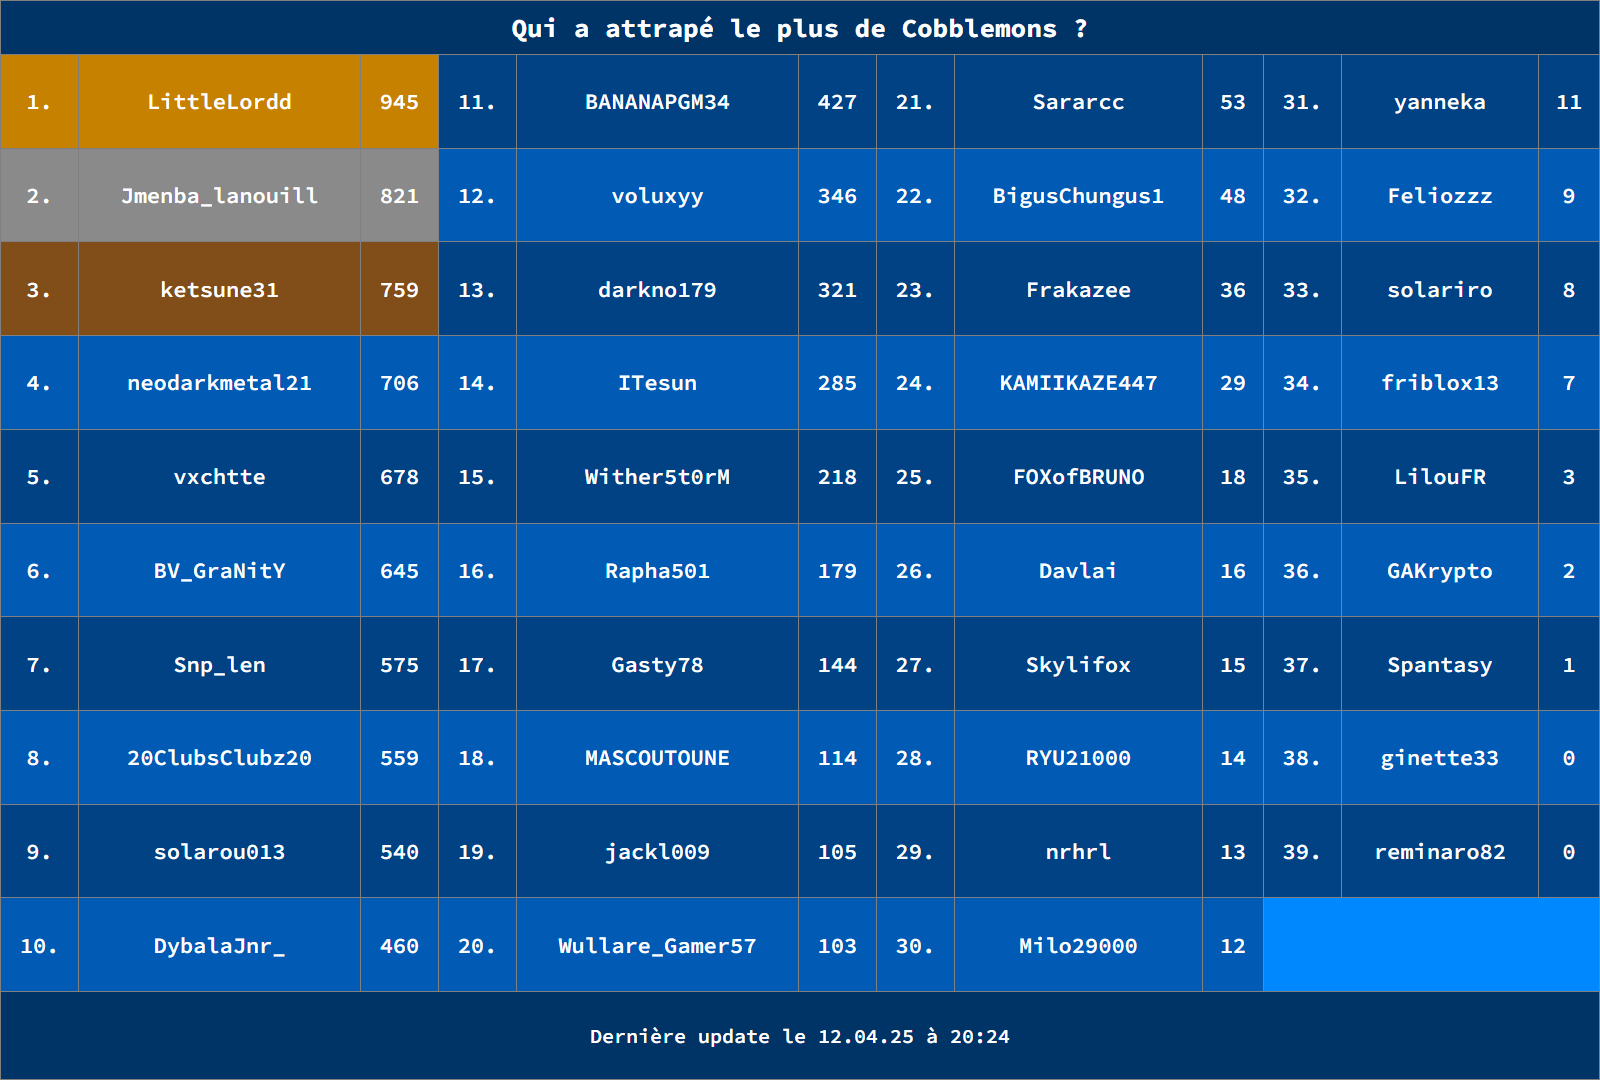 Qui a attrapé le plus de Cobblemons ?
1. LittleLordd 945 11. BANANAPGM34 427 21. Sararcc 53 31. yanneka 11
2. Jmenba_lanouill 821 12. voluxyy 346 22. BigusChungus1 48 32. Feliozzz 9
3. ketsune31 759 13. darkno179 321 23. Frakazee 36 33. solariro 8
4. neodarkmetal21 706 14. ITesun 285 24. KAMIIKAZE447 29 34. friblox13 7
5. vxchtte 678 15. Wither5t0rM 218 25. FOXofBRUNO 18 35. LilouFR 3
6. BV_GraNitY 645 16. Rapha501 179 26. Davlai 16 36. GAKrypto 2
7. Snp_len 575 17. Gasty78 144 27. Skylifox 15 37. Spantasy 1
8. 20ClubsClubz20 559 18. MASCOUTOUNE 114 28. RYU21000 14 38. ginette33 0
9. solarou013 540 19. jackl009 105 29. nrhrl 13 39. reminaro82 0
10. DybalaJnr_ 460 20. Wullare_Gamer57 103 30. Milo29000 12
Dernière update le 12.04.25 à 20:24